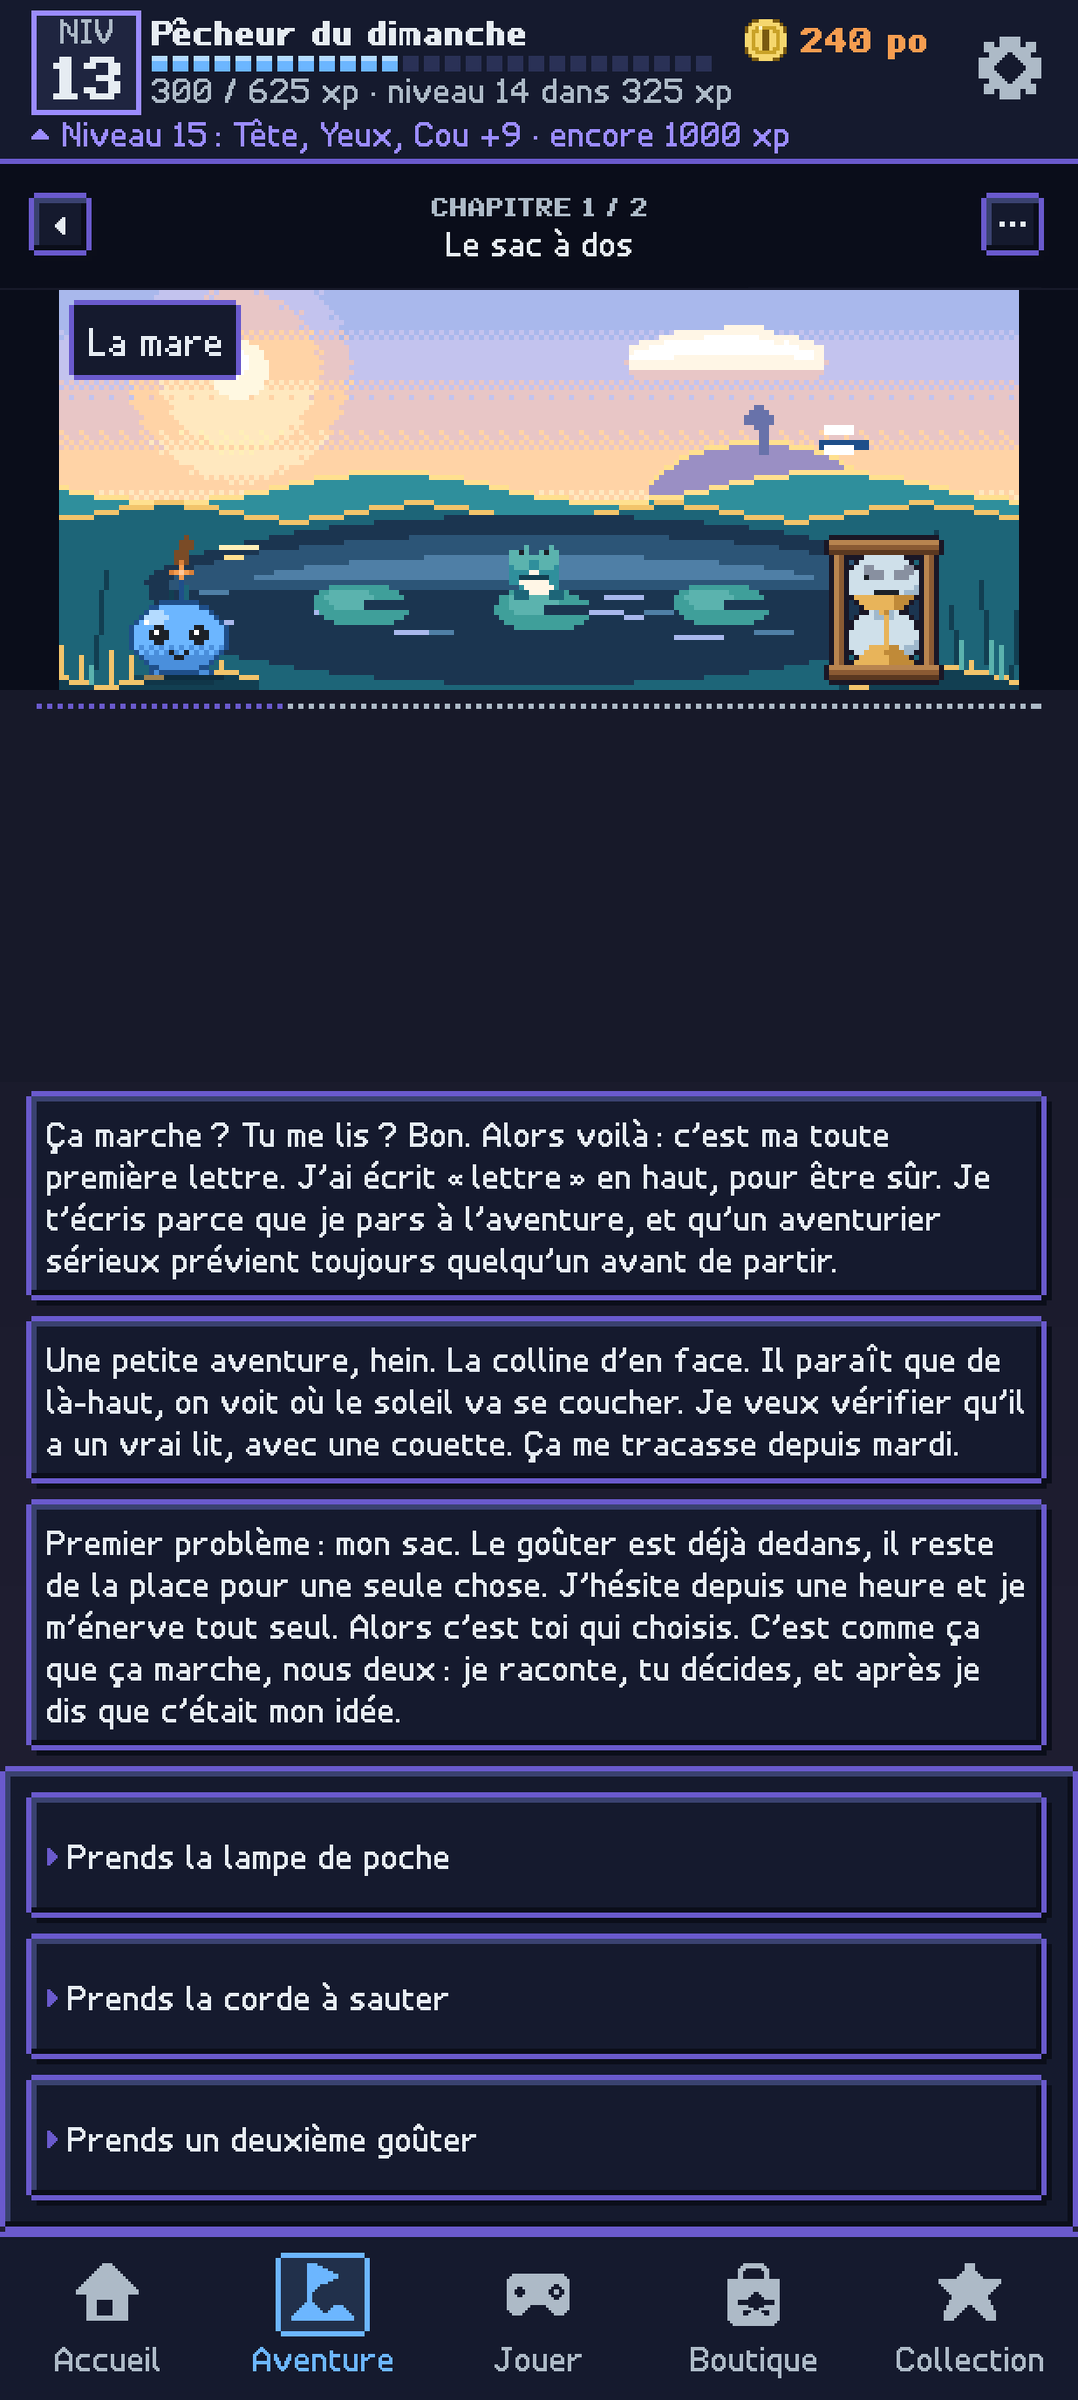 NIV
13
Pêcheur du dimanche
240 po
300 / 625 xp · niveau 14 dans 325 xp
Niveau 15 : Tête, Yeux, Cou +9 · encore 1000 xp
CHAPITRE 1 / 2
Le sac à dos
La mare
Ça marche ? Tu me lis ? Bon. Alors voilà : c’est ma toute
première lettre. J’ai écrit « lettre » en haut, pour être sûr. Je
t’écris parce que je pars à l’aventure, et qu’un aventurier
sérieux prévient toujours quelqu’un avant de partir.
Une petite aventure, hein. La colline d’en face. Il paraît que de
là-haut, on voit où le soleil va se coucher. Je veux vérifier qu’il
a un vrai lit, avec une couette. Ça me tracasse depuis mardi.
Premier problème : mon sac. Le goûter est déjà dedans, il reste
de la place pour une seule chose. J’hésite depuis une heure et je
m’énerve tout seul. Alors c’est toi qui choisis. C’est comme ça
que ça marche, nous deux : je raconte, tu décides, et après je
dis que c’était mon idée.
Prends la lampe de poche
Prends la corde à sauter
Prends un deuxième goûter
Accueil
Aventure
Jouer
Boutique
Collection